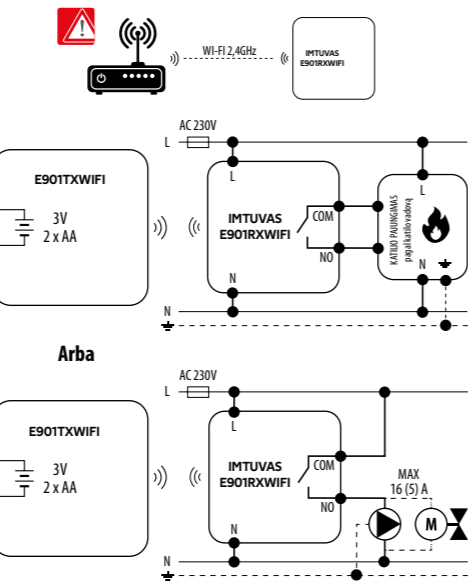 WI-FI 2,4GHz
IMTUVAS
E901RXWIFI
AC 230V
L
E901TXWIFI
3V
2 x AA
L
IMTUVAS
E901RXWIFI
COM
NO
N
KATILIO PAJUNGIMAS
pagal katilo vadovą
L
N
N
Arba
AC 230V
L
E901TXWIFI
3V
2 x AA
L
IMTUVAS
E901RXWIFI
COM
NO
N
MAX
16 (5) A
M
N